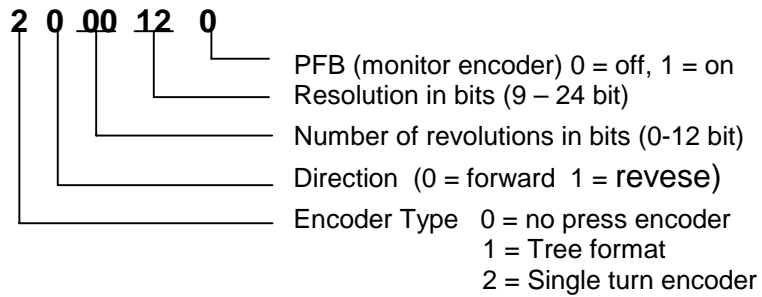 2 0 00 12 0
PFB (monitor encoder) 0 = off, 1 = on
Resolution in bits (9 – 24 bit)
Number of revolutions in bits (0-12 bit)
Direction (0 = forward 1 = revese)
Encoder Type 0 = no press encoder
1 = Tree format
2 = Single turn encoder